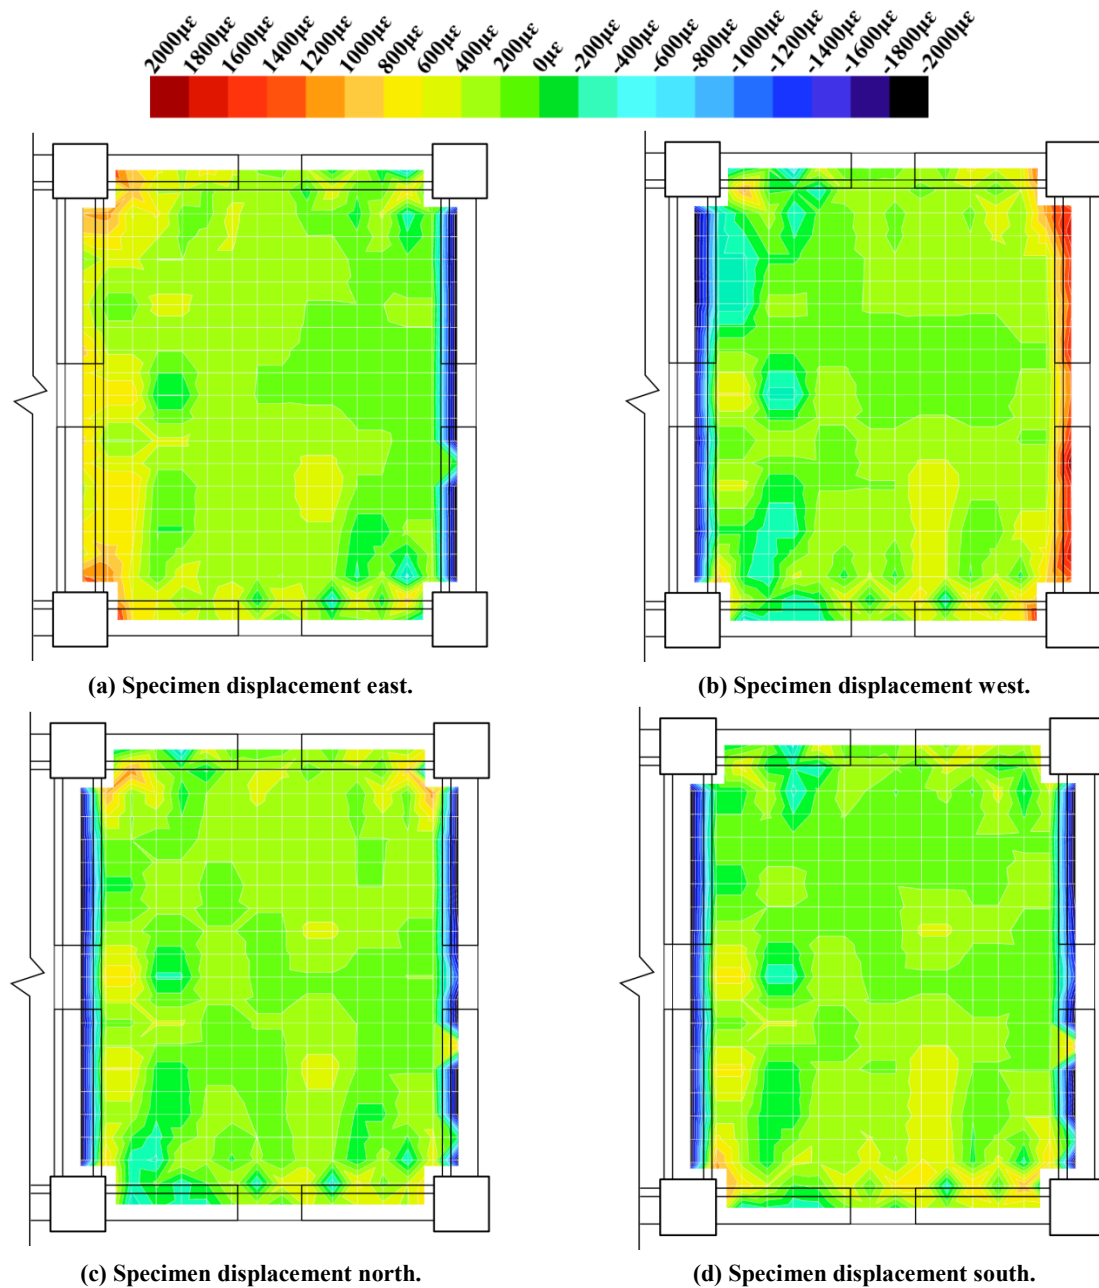 2000με
1800με
1600με
1400με
1200με
1000με
800με
600με
400με
200με
0με
-200με
-400με
-600με
-800με
-1000με
-1200με
-1400με
-1600με
-1800με
-2000με
(a) Specimen displacement east.
(b) Specimen displacement west.
(c) Specimen displacement north.
(d) Specimen displacement south.